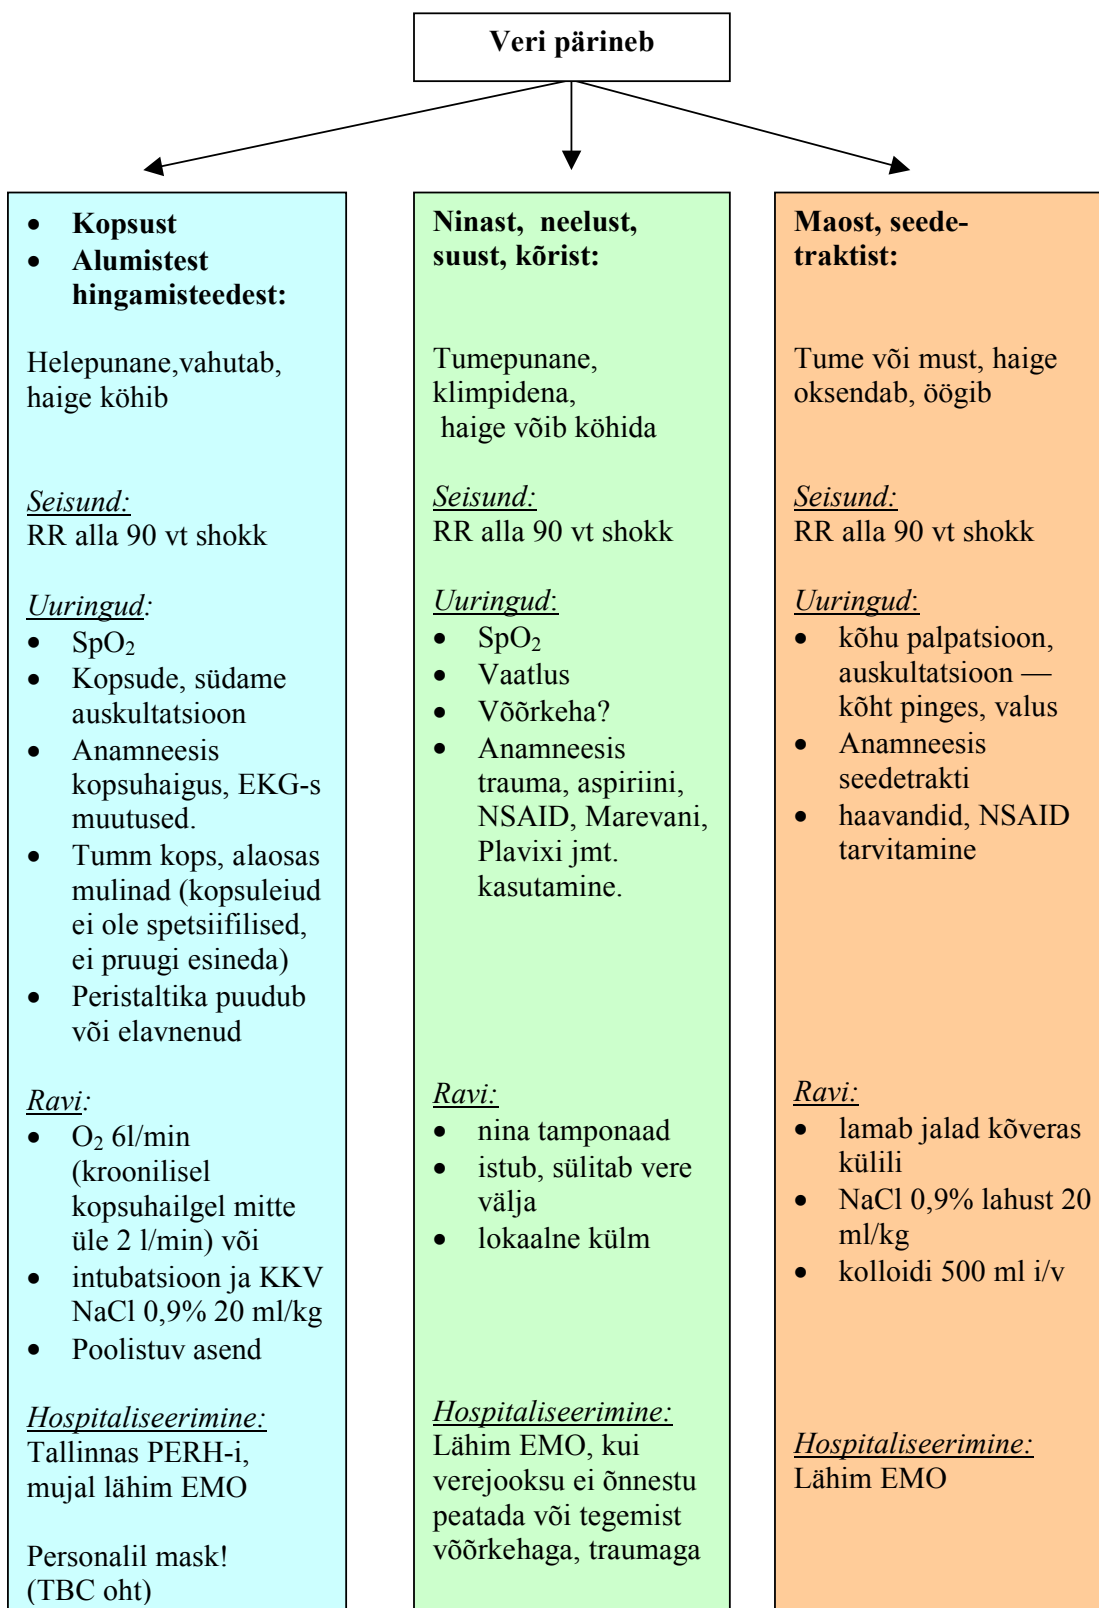 Veri pärineb
• Kopsust
• Alumistest
hingamisteedest:
Helepunane,vahutab,
haige köhib
Seisund:
RR alla 90 vt shokk
Uuringud:
• SpO₂
• Kopsude, südame
auskultatsioon
• Anamneesis
kopsuhaigus, EKG-s
muutused.
• Tumm kops, alaosas
mulinad (kopsuleiud
ei ole spetsiifilised,
ei pruugi esineda)
• Peristaltika puudub
või elavnenud
Ravi:
• O₂ 6l/min
(kroonilisel
kopsuhailgel mitte
üle 2 l/min) või
• intubatsioon ja KKV
NaCl 0,9% 20 ml/kg
• Poolistuv asend
Hospitaliseerimine:
Tallinnas PERH-i,
mujal lähim EMO
Personalil mask!
(TBC oht)
Ninast, neelust,
suust, kõrist:
Tumepunane,
klimpidena,
haige võib köhida
Seisund:
RR alla 90 vt shokk
Uuringud:
• SpO₂
• Vaatlus
• Võõrkeha?
• Anamneesis
trauma, aspiriini,
NSAID, Marevani,
Plavixi jmt.
kasutamine.
Ravi:
• nina tamponaad
• istub, sülitab vere
välja
• lokaalne külm
Hospitaliseerimine:
Lähim EMO, kui
verejooksu ei õnnestu
peatada või tegemist
võõrkehaga, traumaga
Maost, seede-
traktist:
Tume või must, haige
oksendab, öögib
Seisund:
RR alla 90 vt shokk
Uuringud:
• kõhu palpatsioon,
auskultatsioon —
kõht pinges, valus
• Anamneesis
seedetrakti
• haavandid, NSAID
tarvitamine
Ravi:
• lamab jalad kõveras
külili
• NaCl 0,9% lahust 20
ml/kg
• kolloidi 500 ml i/v
Hospitaliseerimine:
Lähim EMO